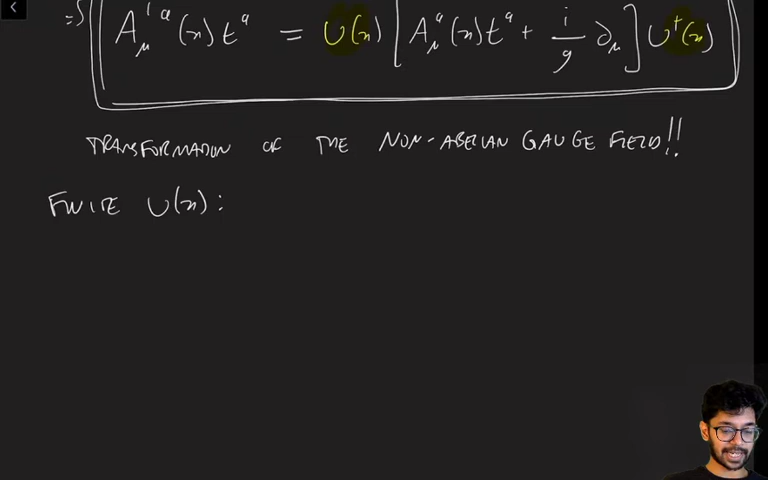 => A'^a_μ(x) t^a = U(x) [ A^a_μ(x) t^a + i/g ∂_μ ] U†(x)
TRANSFORMATION OF THE NON-ABELIAN GAUGE FIELD!!
FINITE U(x):